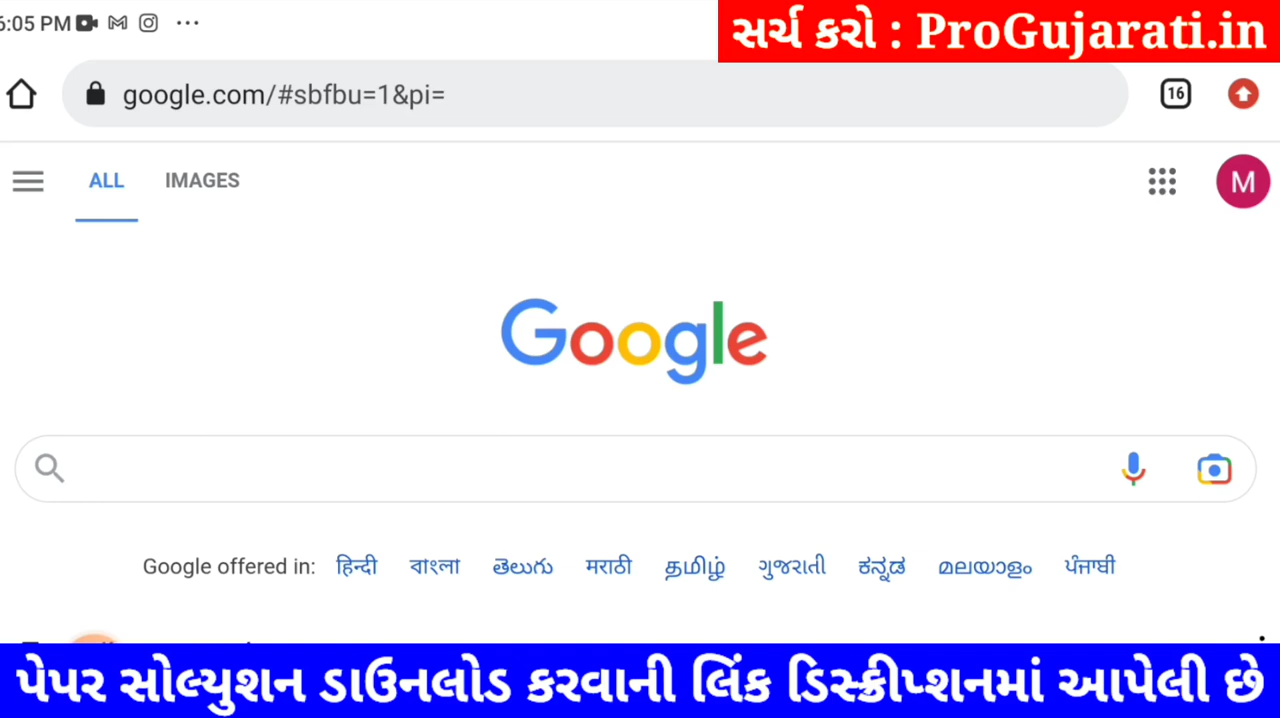 6:05 PM
સર્ચ કરો : ProGujarati.in
google.com/#sbfbu=1&pi=
16
ALL IMAGES
M
Google
Google offered in: हिन्दी বাংলা తెలుగు मराठी தமிழ் ગુજરાતી ಕನ್ನಡ മലയാളം ਪੰਜਾਬੀ
પેપર સોલ્યુશન ડાઉનલોડ કરવાની લિંક ડિસ્ક્રીપ્શનમાં આપેલી છે